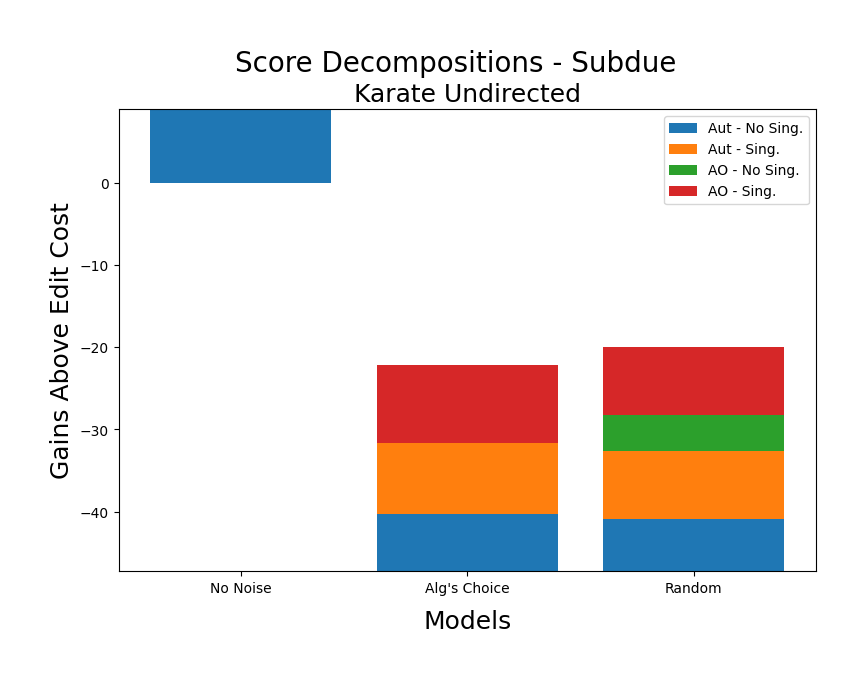 Score Decompositions - Subdue
Karate Undirected
Aut - No Sing.
Aut - Sing.
AO - No Sing.
AO - Sing.
Gains Above Edit Cost
0
−10
−20
−30
−40
No Noise
Alg's Choice
Random
Models